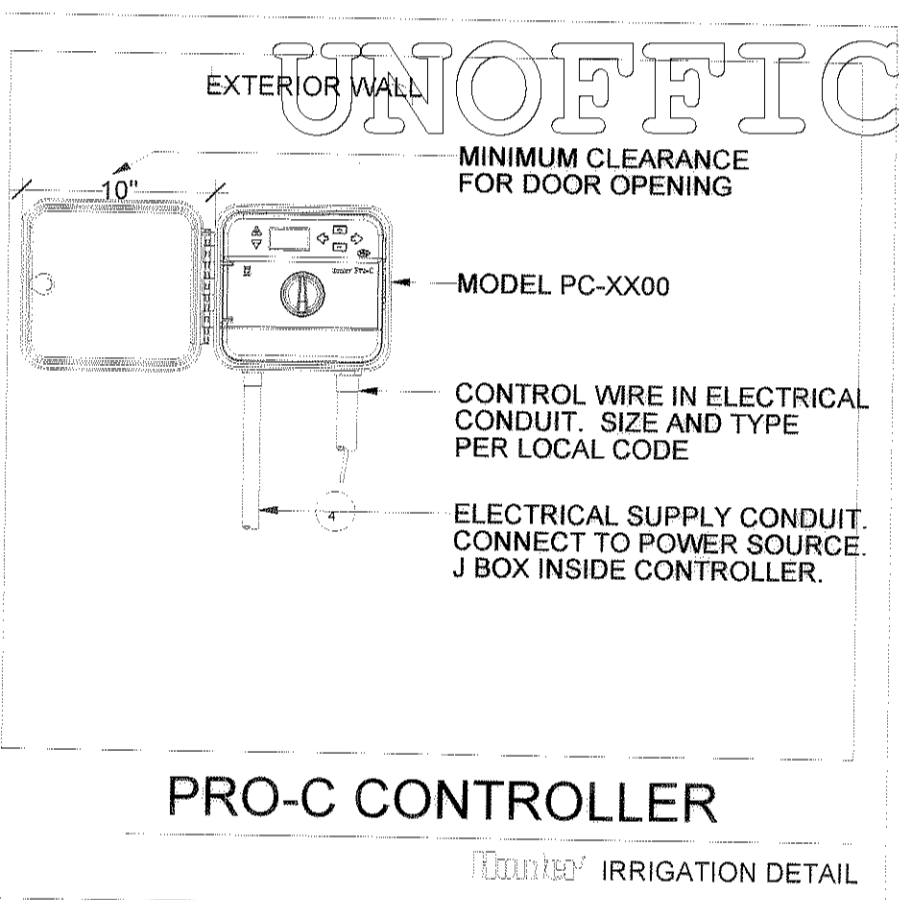 UNOFFIC
EXTERIOR WALL
MINIMUM CLEARANCE
FOR DOOR OPENING
10"
Hunter PRO-C
MODEL PC-XX00
CONTROL WIRE IN ELECTRICAL
CONDUIT. SIZE AND TYPE
PER LOCAL CODE
4
ELECTRICAL SUPPLY CONDUIT.
CONNECT TO POWER SOURCE.
J BOX INSIDE CONTROLLER.
PRO-C CONTROLLER
Hunter IRRIGATION DETAIL